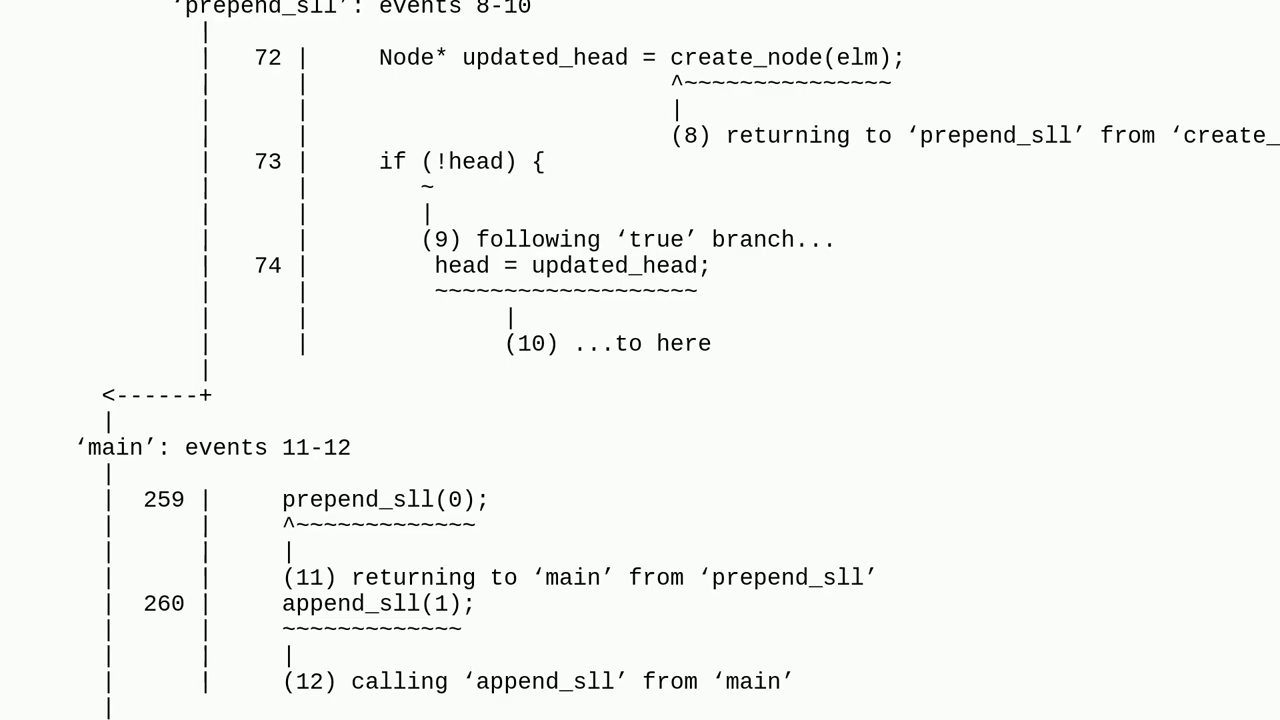 ‘prepend_sll’: events 8-10
|
| 72 | Node* updated_head = create_node(elm);
| | ^~~~~~~~~~~~~~~~
| | |
| | (8) returning to ‘prepend_sll’ from ‘create_
| 73 | if (!head) {
| | ~
| | |
| | (9) following ‘true’ branch...
| 74 | head = updated_head;
| | ~~~~~~~~~~~~~~~~~~~
| | |
| | (10) ...to here
|
<------+
|
‘main’: events 11-12
|
| 259 | prepend_sll(0);
| | ^~~~~~~~~~~~~~
| | |
| | (11) returning to ‘main’ from ‘prepend_sll’
| 260 | append_sll(1);
| | ~~~~~~~~~~~~~
| | |
| | (12) calling ‘append_sll’ from ‘main’
|